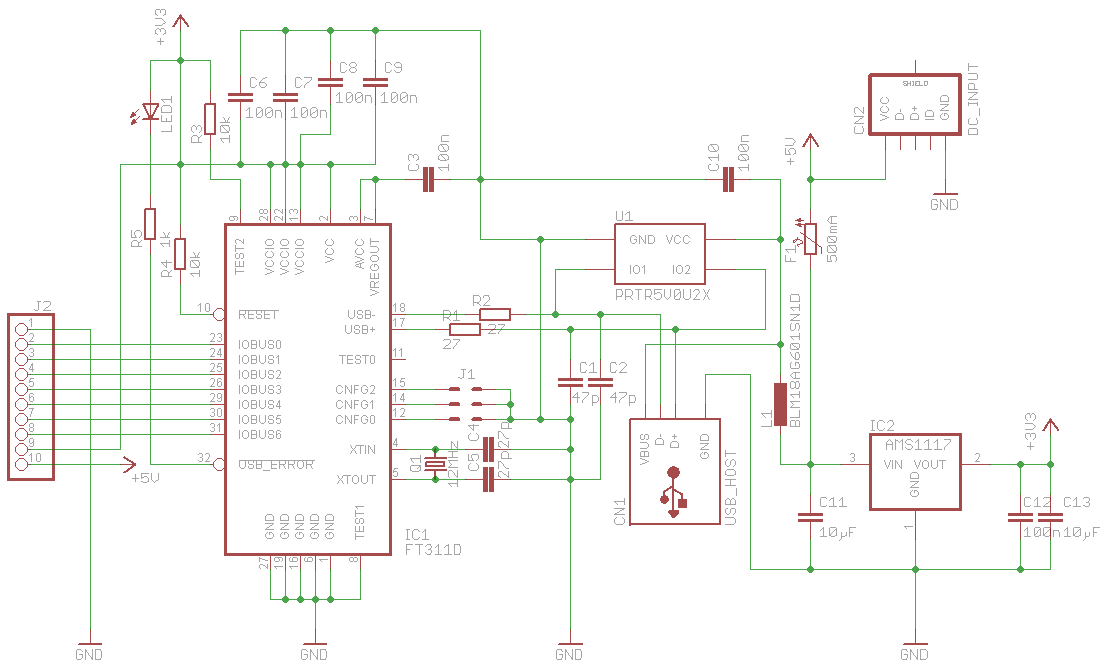 +3V3
LED1
R3
10k
C6
100n
C7
100n
C8
100n
C9
100n
C3
100n
C10
100n
+5V
CN2
SHIELD
VCC
D-
D+
ID
GND
DC_INPUT
GND
R5
1k
R4
10k
9
28
22
13
2
3
7
TEST2
VCCIO
VCCIO
VCCIO
VCC
AVCC
VREGOUT
U1
GND VCC
IO1 IO2
PRTR5V0U2X
F1
500mA
J2
1
2
3
4
5
6
7
8
9
10
+5V
10 RESET
23 IOBUS0
24 IOBUS1
25 IOBUS2
26 IOBUS3
29 IOBUS4
30 IOBUS5
31 IOBUS6
32 USB_ERROR
USB- 18
USB+ 17
TEST0 11
CNFG2 15
CNFG1 14
CNFG0 12
XTIN 4
XTOUT 5
R2
27
R1
27
J1
C1
47p
C2
47p
C4
27p
C5
27p
Q1
12MHz
GND
GND
GND
GND
GND
TEST1
27
19
16
6
1
8
IC1
FT311D
CN1
VBUS
D-
D+
GND
USB_HOST
L1
BLM18AG601SN1D
IC2
AMS1117
3 VIN VOUT 2
GND
1
+3V3
C11
10µF
C12
100n
C13
10µF
GND
GND
GND
GND